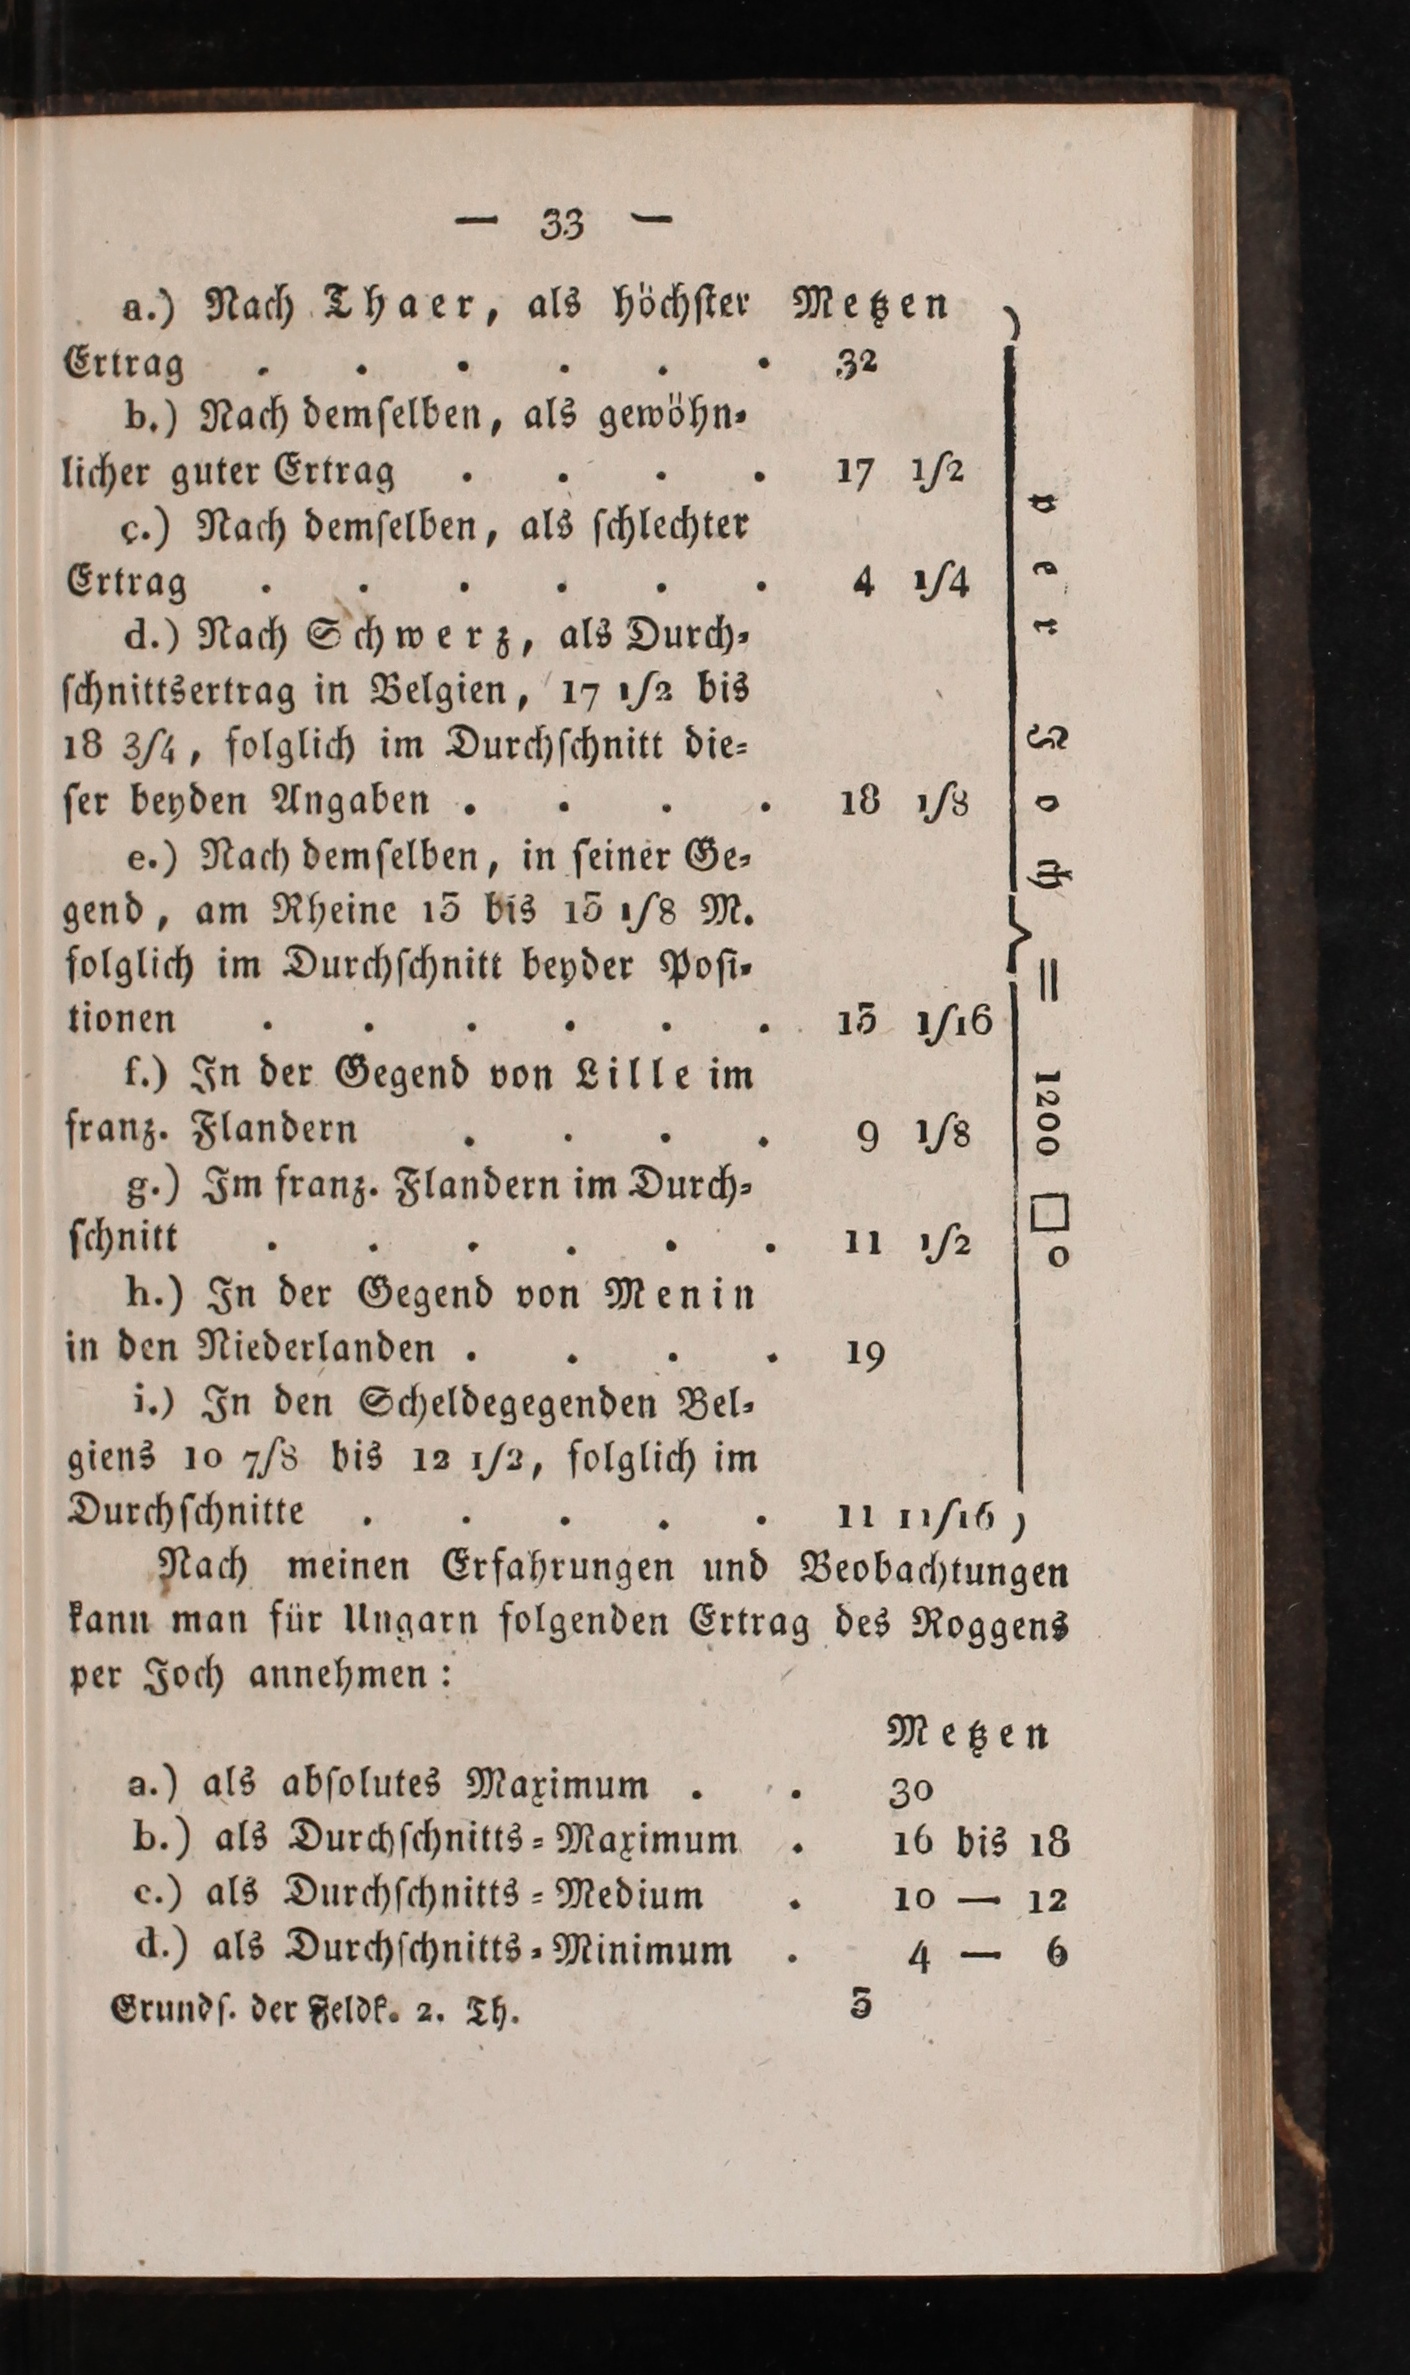 — 33 —
a.) Nach Thaer, als höchſter Metzen
Ertrag . . . . . . 32
b.) Nach demſelben, als gewöhn-
licher guter Ertrag . . . . 17 1/2
c.) Nach demſelben, als ſchlechter
Ertrag . . . . . . 4 1/4
d.) Nach Schwerz, als Durch-
ſchnittsertrag in Belgien, 17 1/2 bis
18 3/4, folglich im Durchſchnitt die-
ſer beyden Angaben . . . . 18 1/8
e.) Nach demſelben, in ſeiner Ge-
gend, am Rheine 13 bis 13 1/8 M.
folglich im Durchſchnitt beyder Poſi-
tionen . . . . . . 13 1/16
f.) In der Gegend von Lille im
franz. Flandern . . . . 9 1/8
g.) Im franz. Flandern im Durch-
ſchnitt . . . . . . 11 1/2
h.) In der Gegend von Menin
in den Niederlanden . . . . 19
i.) In den Scheldegegenden Bel-
giens 10 7/8 bis 12 1/2, folglich im
Durchſchnitte . . . . . 11 11/16
per Joch = 1200 □°
Nach meinen Erfahrungen und Beobachtungen
kann man für Ungarn folgenden Ertrag des Roggens
per Joch annehmen:
Metzen
a.) als abſolutes Maximum . . 30
b.) als Durchſchnitts-Maximum . 16 bis 18
c.) als Durchſchnitts-Medium . 10 — 12
d.) als Durchſchnitts-Minimum . 4 — 6
Grundſ. der Feldk. 2. Th. 3